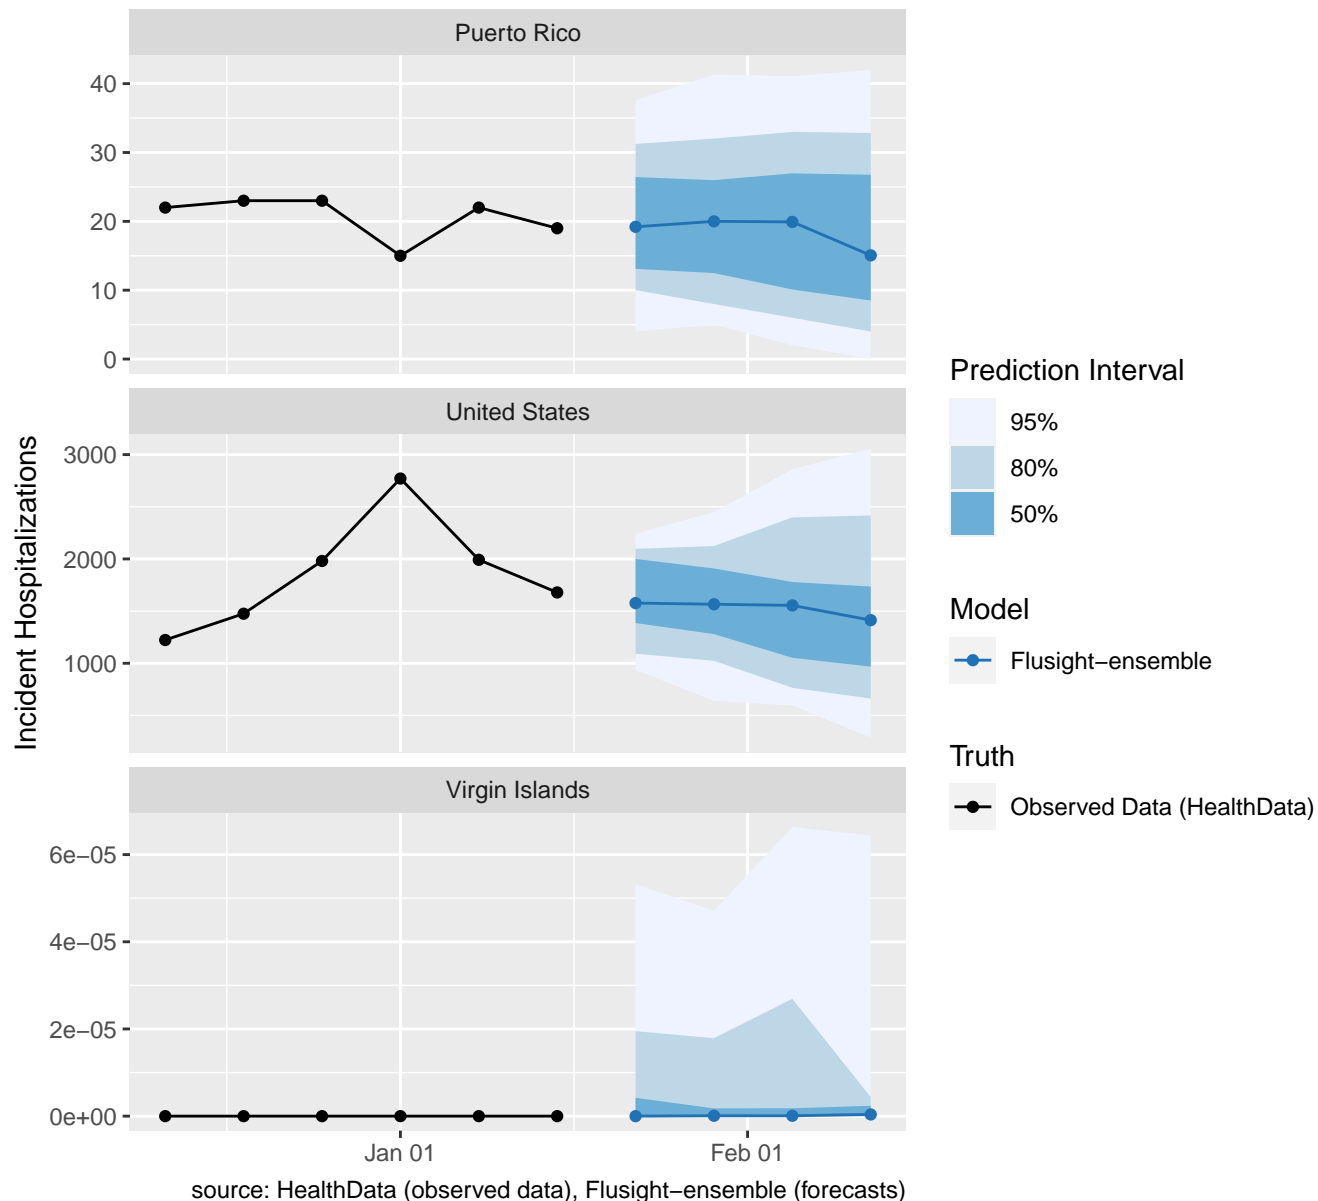 Puerto Rico
40
30
20
10
0
United States
3000
2000
1000
Virgin Islands
6e−05
4e−05
2e−05
0e+00
Jan 01
Feb 01
Incident Hospitalizations
source: HealthData (observed data), Flusight−ensemble (forecasts)
Prediction Interval
95%
80%
50%
Model
Flusight−ensemble
Truth
Observed Data (HealthData)